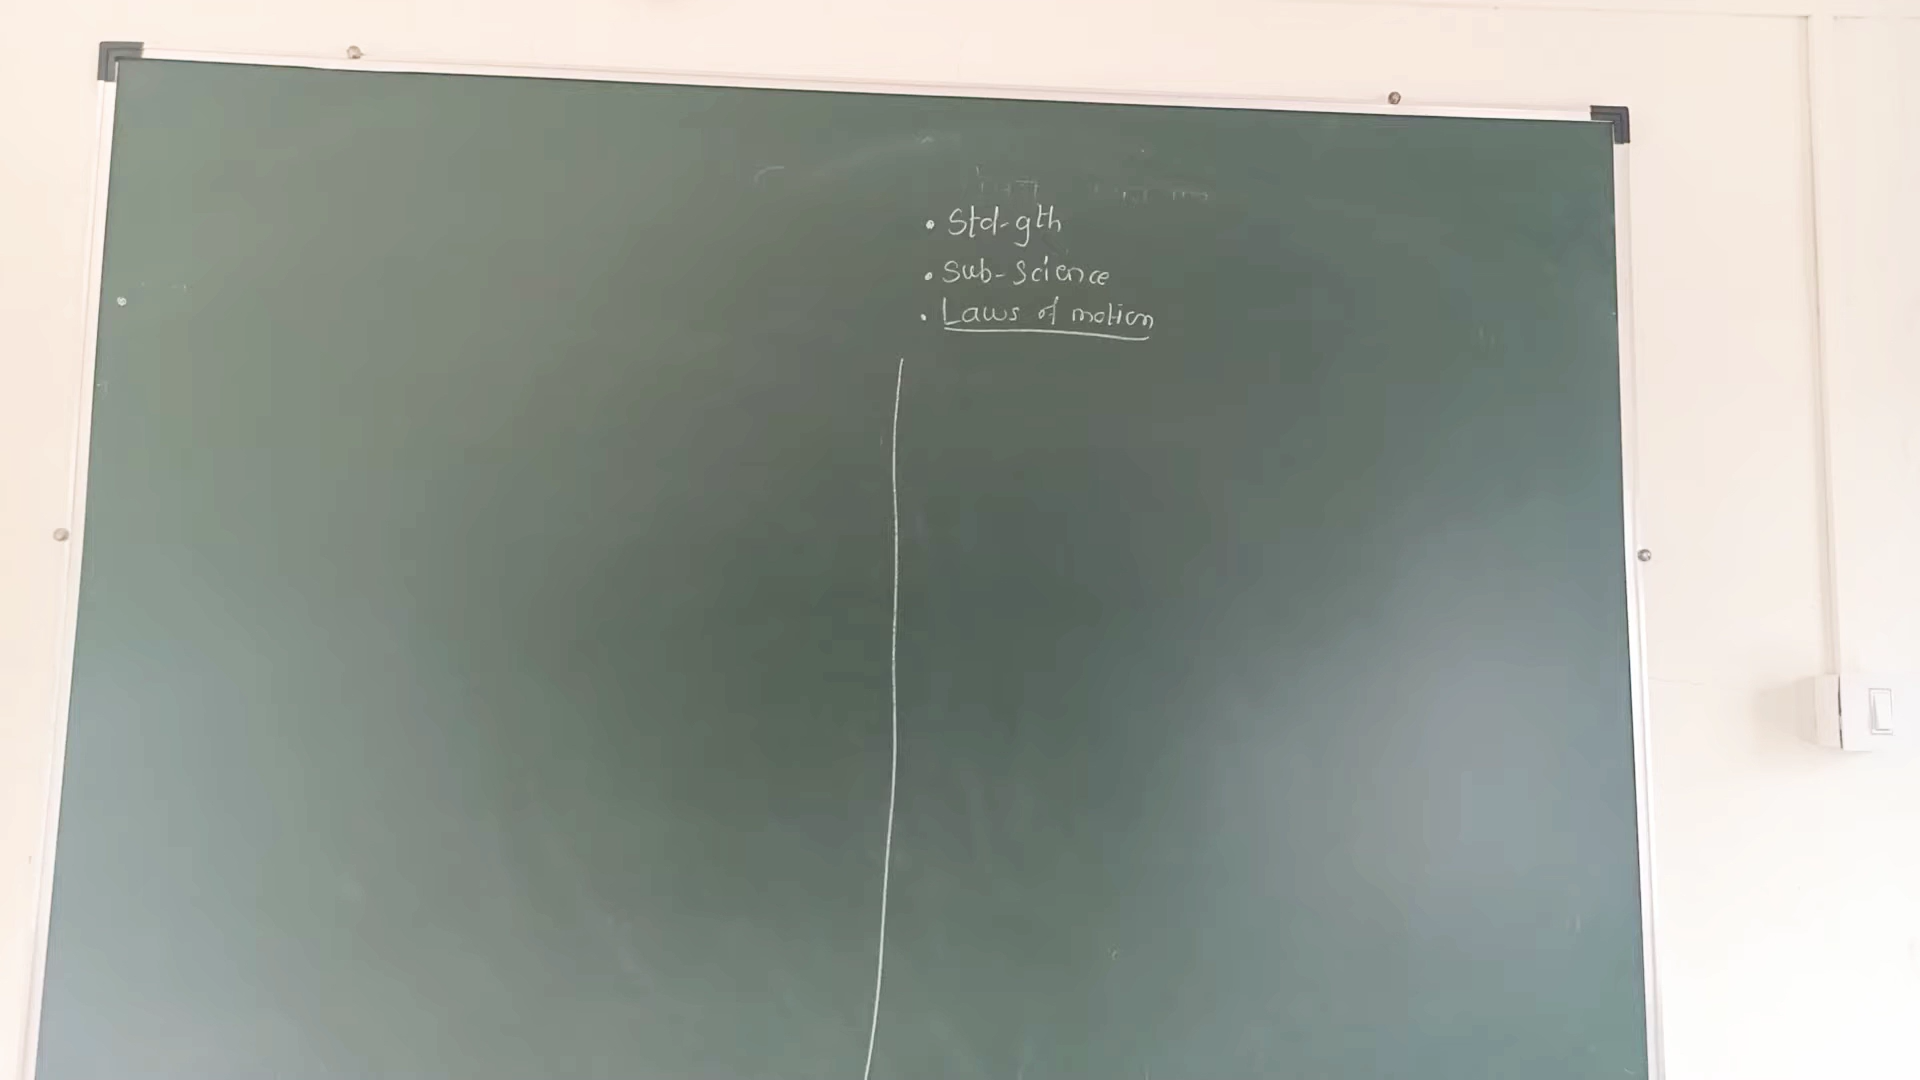 • Std-9th
• Sub-Science
• Laws of motion